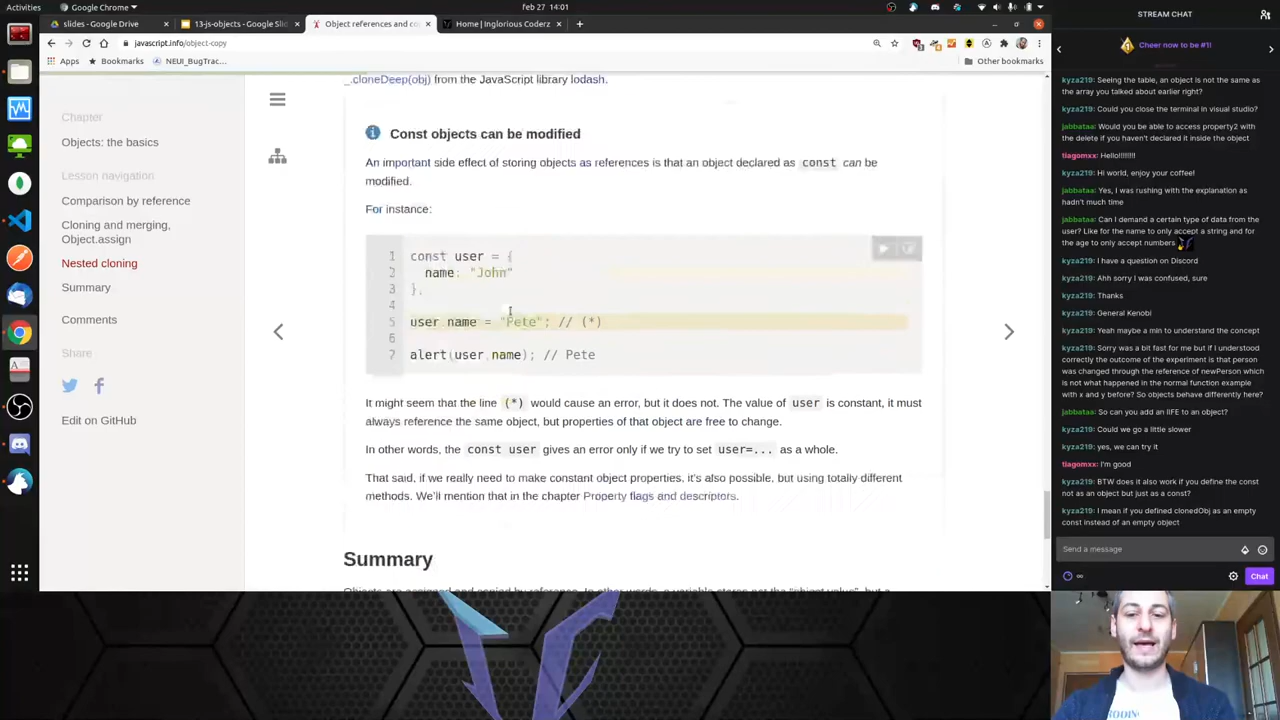 Activities
Google Chrome
feb 27 14:01
slides - Google Drive
13-js-objects - Google Slid
Object references and co
Home | Inglorious Coderz
javascript.info/object-copy
Apps
Bookmarks
NEUI_BugTrac...
Other bookmarks
Chapter
Objects: the basics
Lesson navigation
Comparison by reference
Cloning and merging,
Object.assign
Nested cloning
Summary
Comments
Share
Edit on GitHub
_.cloneDeep(obj) from the JavaScript library lodash.
Const objects can be modified
An important side effect of storing objects as references is that an object declared as const can be
modified.
For instance:
1 const user = {
2 name: "John"
3 };
4
5 user name = "Pete"; // (*)
6
7 alert(user name); // Pete
It might seem that the line (*) would cause an error, but it does not. The value of user is constant, it must
always reference the same object, but properties of that object are free to change.
In other words, the const user gives an error only if we try to set user=... as a whole.
That said, if we really need to make constant object properties, it's also possible, but using totally different
methods. We'll mention that in the chapter Property flags and descriptors.
Summary
Objects are assigned and copied by reference. In other words, a variable stores not the "object value", but a
STREAM CHAT
Cheer now to be #1!
kyza219: Seeing the table, an object is not the same as
the array you talked about earlier right?
kyza219: Could you close the terminal in visual studio?
jabbataa: Would you be able to access property2 with
the delete if you haven't declared it inside the object
tiagomxx: Hello!!!!!!!!
kyza219: Hi world, enjoy your coffee!
jabbataa: Yes, I was rushing with the explanation as
hadn't much time
jabbataa: Can I demand a certain type of data from the
user? Like for the name to only accept a string and for
the age to only accept numbers
kyza219: I have a question on Discord
kyza219: Ahh sorry I was confused, sure
kyza219: Thanks
kyza219: General Kenobi
kyza219: Yeah maybe a min to understand the concept
kyza219: Sorry was a bit fast for me but if I understood
correctly the outcome of the experiment is that person
was changed through the reference of newPerson which
is not what happened in the normal function example
with x and y before? So objects behave differently here?
jabbataa: So can you add an IIFE to an object?
kyza219: Could we go a little slower
kyza219: yes, we can try it
tiagomxx: I'm good
kyza219: BTW does it also work if you define the const
not as an object but just as a const?
kyza219: I mean if you defined clonedObj as an empty
const instead of an empty object
Send a message
∞
Chat